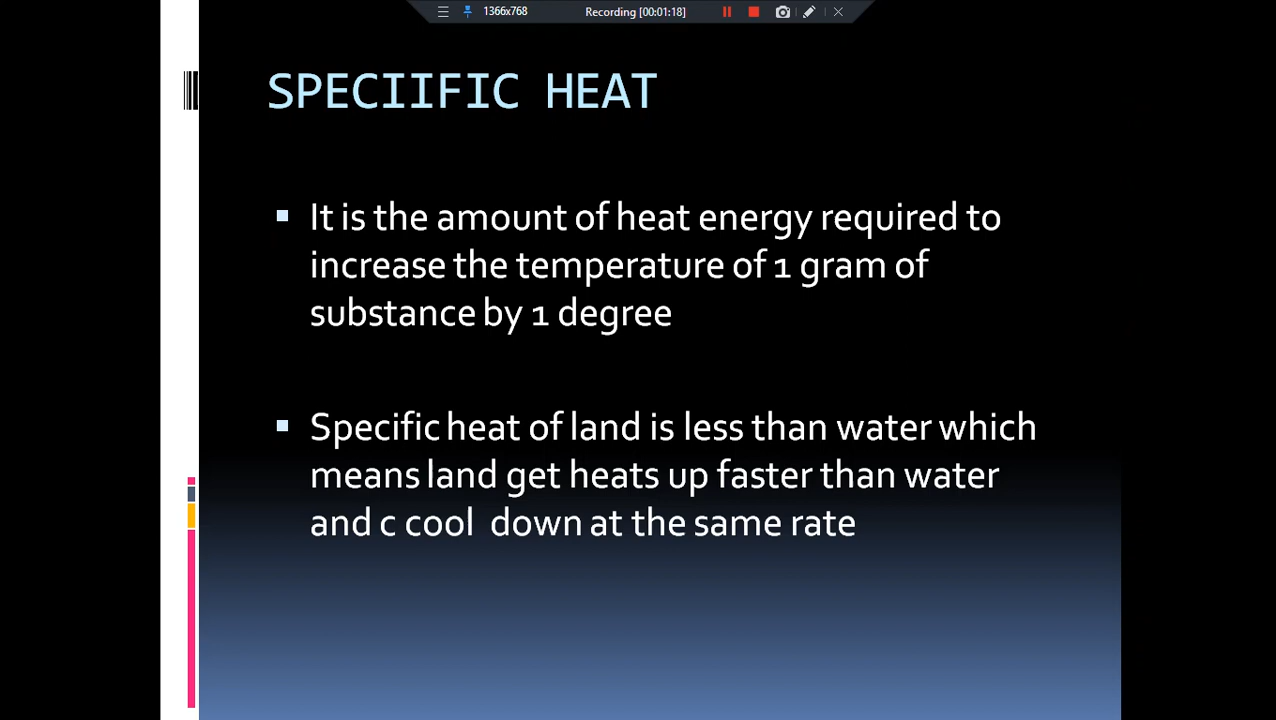 1366x768 Recording [00:01:18]
SPECIIFIC HEAT
It is the amount of heat energy required to
increase the temperature of 1 gram of
substance by 1 degree
Specific heat of land is less than water which
means land get heats up faster than water
and c cool down at the same rate